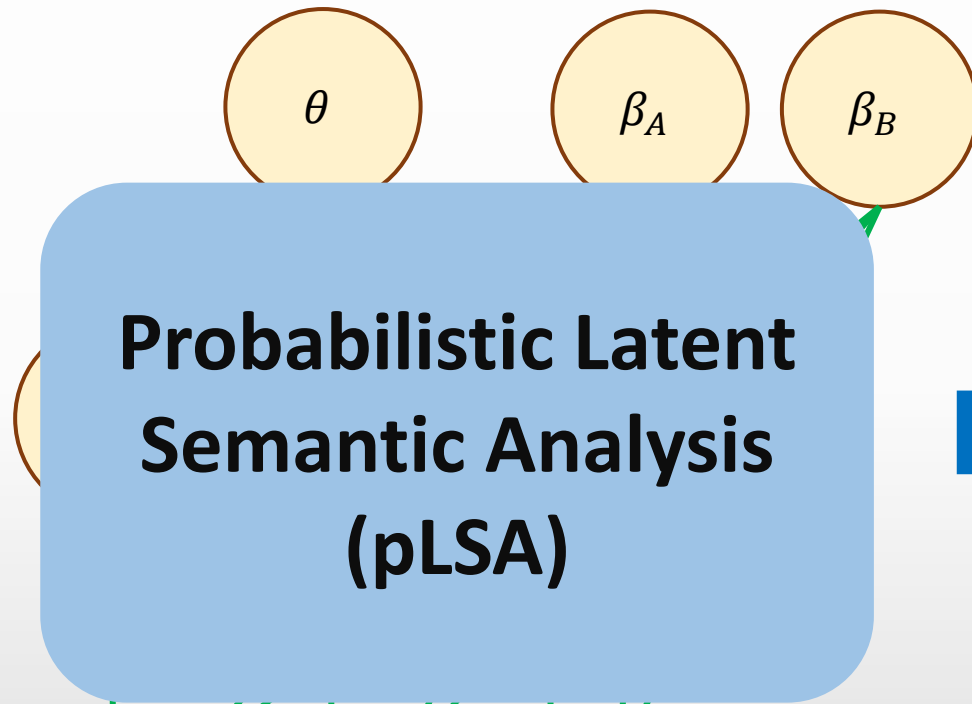 θ β_A β_B
Probabilistic Latent
Semantic Analysis
(pLSA)